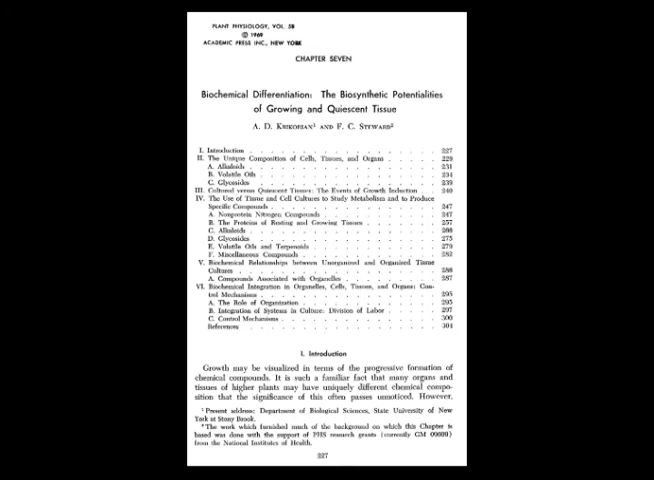 PLANT PHYSIOLOGY, VOL. 5B
© 1969
ACADEMIC PRESS INC., NEW YORK
CHAPTER SEVEN
Biochemical Differentiation: The Biosynthetic Potentialities
of Growing and Quiescent Tissue
A. D. KRIKORIAN¹ AND F. C. STEWARD²
I. Introduction . . . . . . . . . . . . . 227
II. The Unique Composition of Cells, Tissues, and Organs . . . . . 229
A. Alkaloids . . . . . . . . . . . . . 231
B. Volatile Oils . . . . . . . . . . . . 234
C. Glycosides . . . . . . . . . . . . 239
III. Cultured versus Quiescent Tissues: The Events of Growth Induction . . 240
IV. The Use of Tissue and Cell Cultures to Study Metabolism and to Produce
Specific Compounds . . . . . . . . . . . 247
A. Nonprotein Nitrogen Compounds . . . . . . . . 247
B. The Proteins of Resting and Growing Tissues . . . . . . 257
C. Alkaloids . . . . . . . . . . . . . 268
D. Glycosides . . . . . . . . . . . . 275
E. Volatile Oils and Terpenoids . . . . . . . . . 279
F. Miscellaneous Compounds . . . . . . . . . 282
V. Biochemical Relationships between Unorganized and Organized Tissue
Cultures . . . . . . . . . . . . . 286
A. Compounds Associated with Organelles . . . . . . . 287
VI. Biochemical Integration in Organelles, Cells, Tissues, and Organs: Con-
trol Mechanisms . . . . . . . . . . . 295
A. The Role of Organization . . . . . . . . . . 295
B. Integration of Systems in Culture: Division of Labor . . . . . 297
C. Control Mechanisms . . . . . . . . . . 300
References . . . . . . . . . . . . . 304
I. Introduction
Growth may be visualized in terms of the progressive formation of
chemical compounds. It is such a familiar fact that many organs and
tissues of higher plants may have uniquely different chemical compo-
sition that the significance of this often passes unnoticed. However,
¹ Present address: Department of Biological Sciences, State University of New
York at Stony Brook.
² The work which furnished much of the background on which this Chapter is
based was done with the support of PHS research grants (currently GM 09609)
from the National Institutes of Health.
227